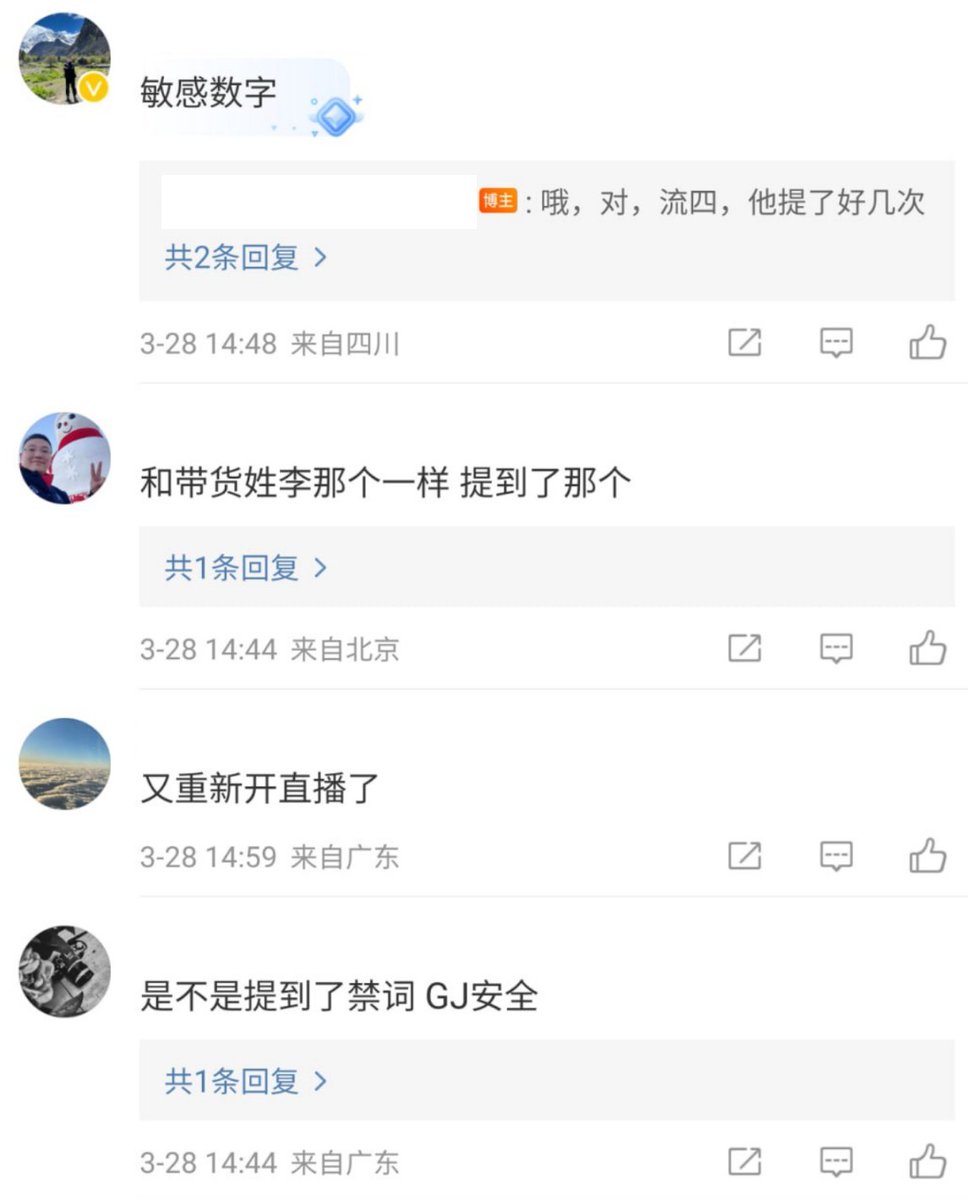 敏感数字
博主：哦，对，流四，他提了好几次
共2条回复 >
3-28 14:48 来自四川
和带货姓李那个一样 提到了那个
共1条回复 >
3-28 14:44 来自北京
又重新开直播了
3-28 14:59 来自广东
是不是提到了禁词 GJ安全
共1条回复 >
3-28 14:44 来自广东